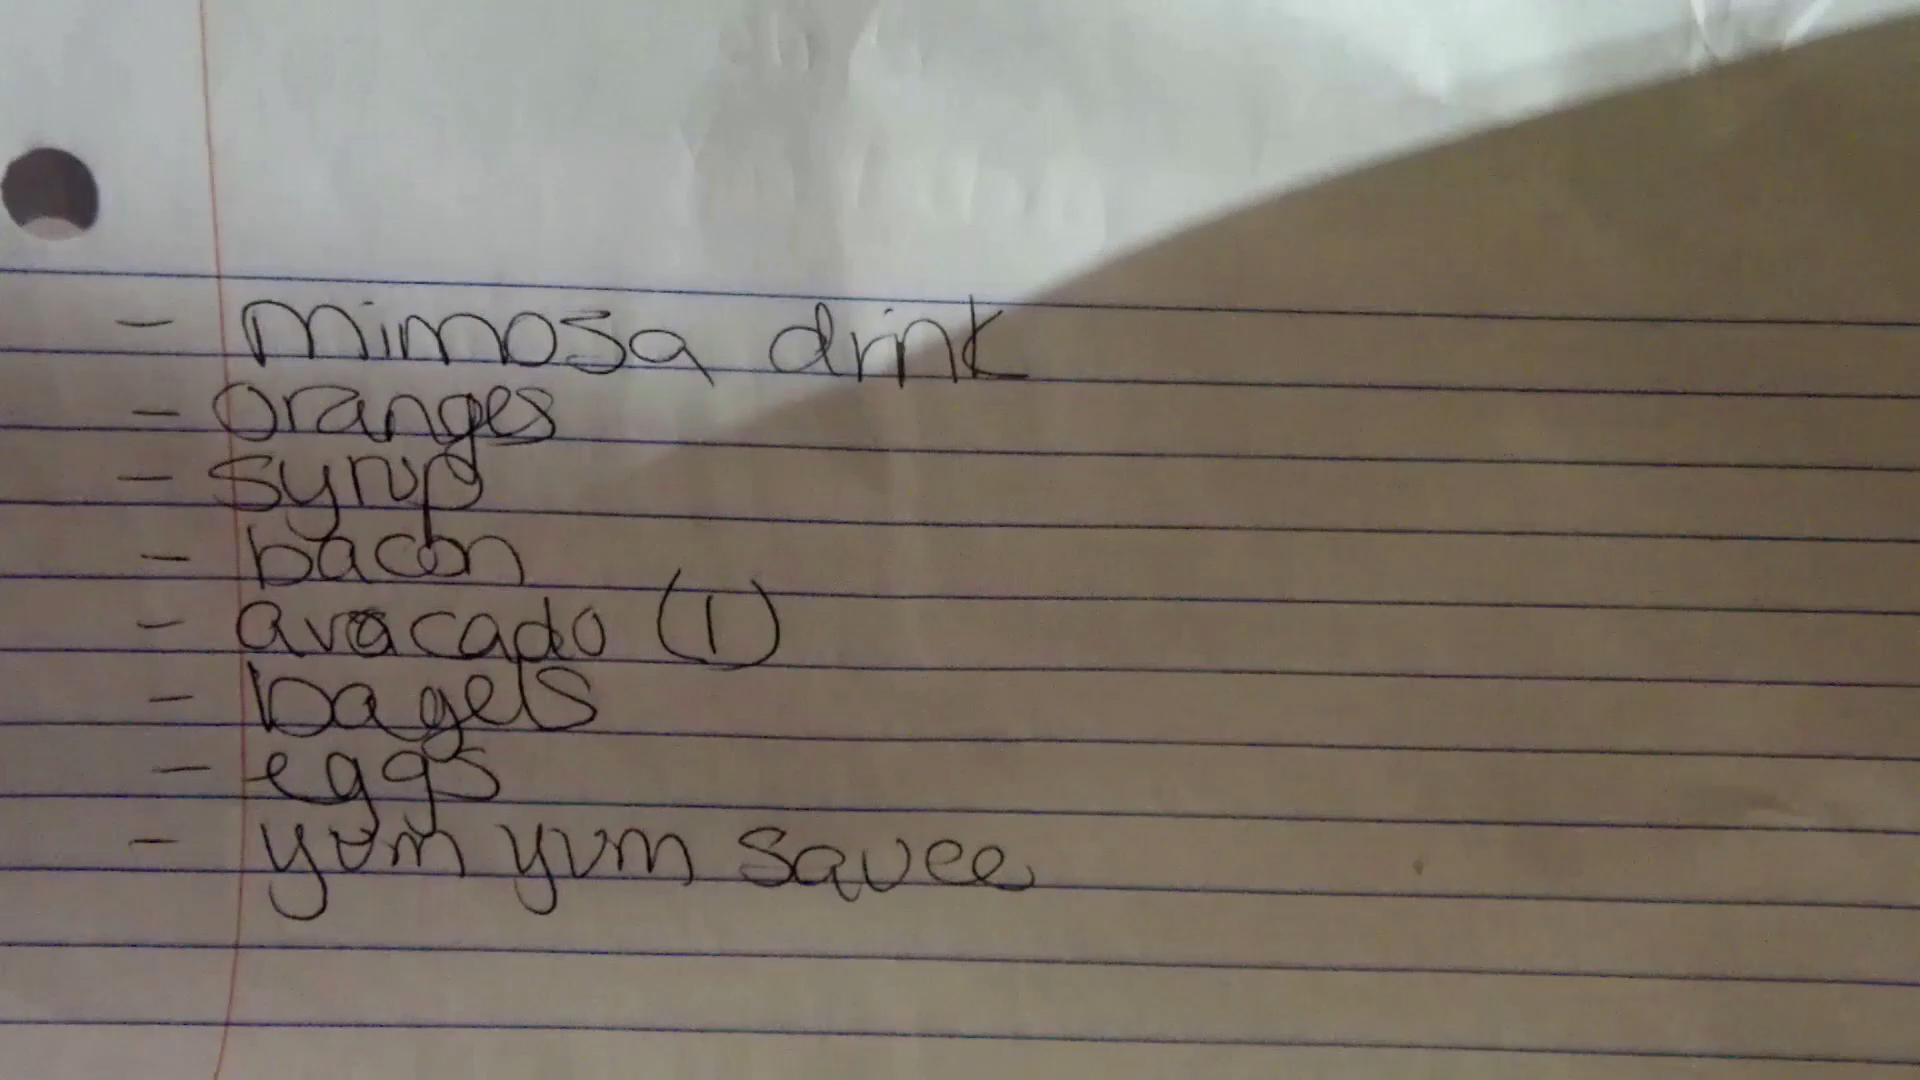 - mimosa drink
- oranges
- syrup
- bacon
- avacado (1)
- bagels
- eggs
- yum yum sauce